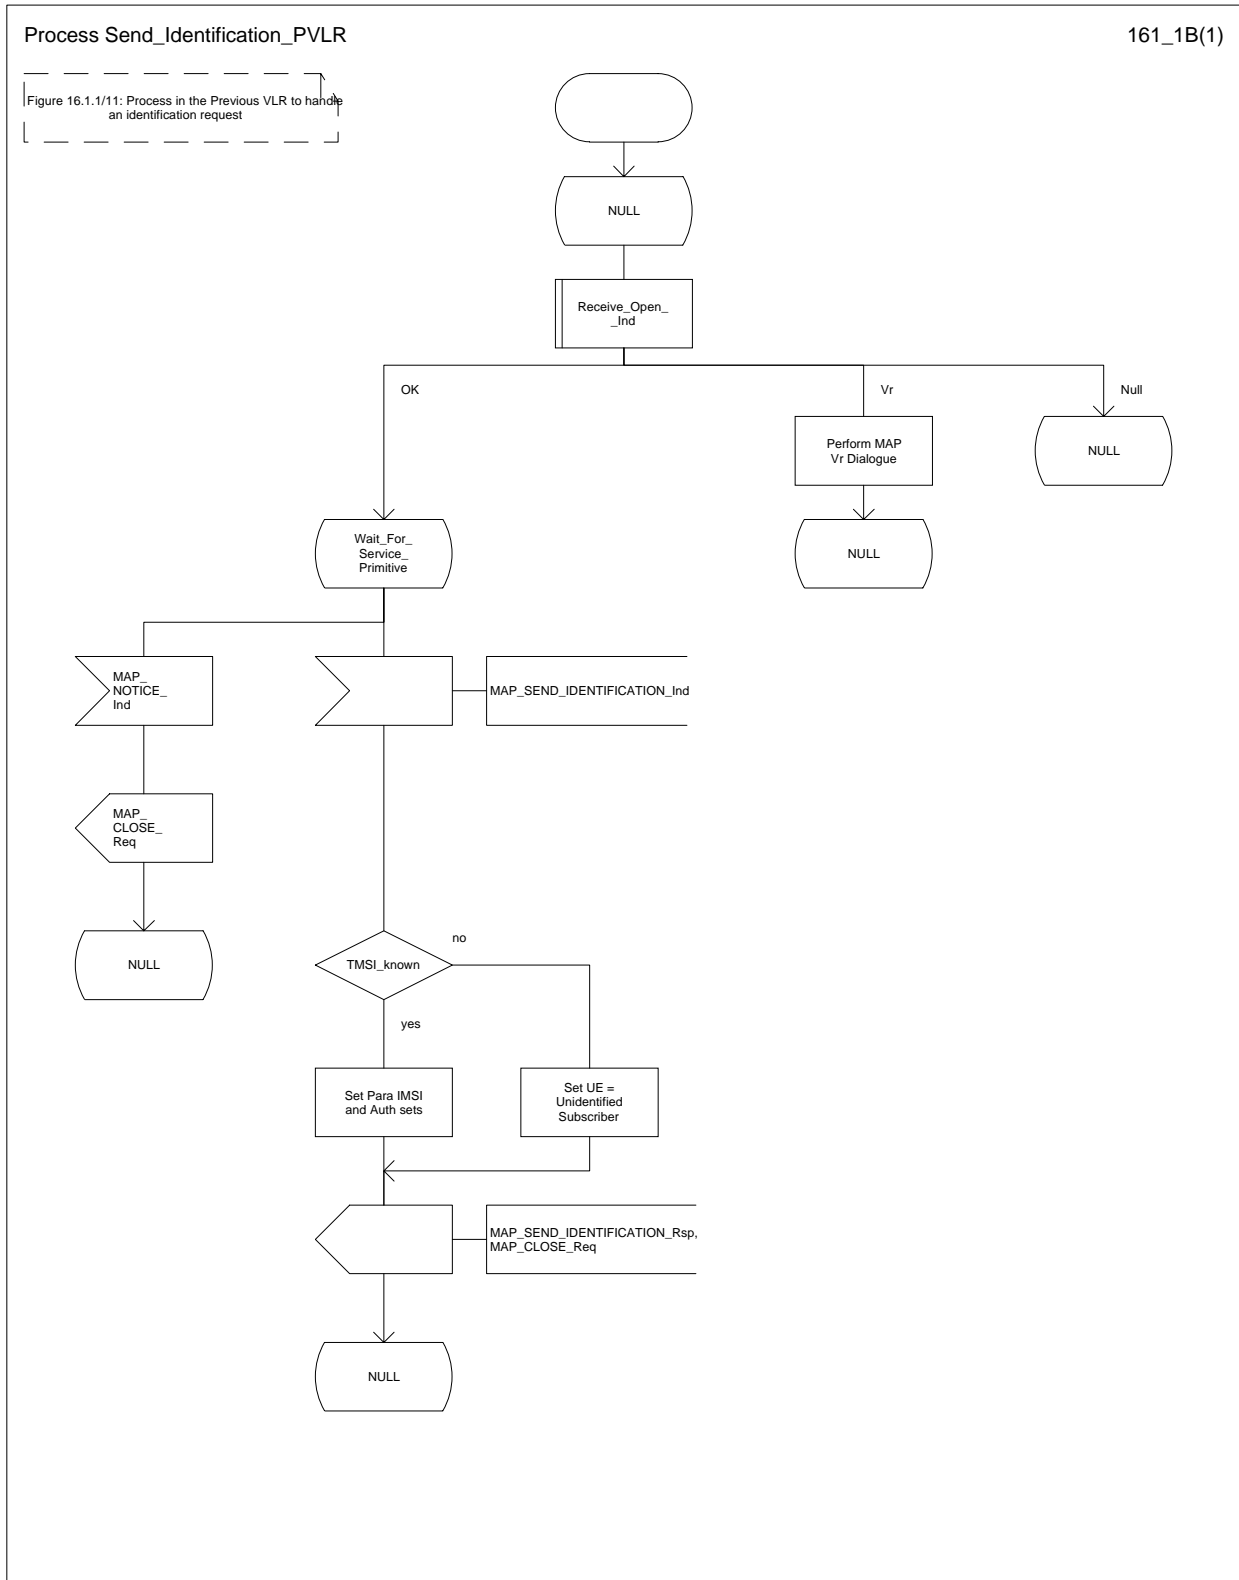 Process Send_Identification_PVLR
161_1B(1)
Figure 16.1.1/11: Process in the Previous VLR to handle
an identification request
NULL
Receive_Open_
_Ind
OK
Vr
Null
Perform MAP
Vr Dialogue
NULL
Wait_For_
Service_
Primitive
NULL
MAP_
NOTICE_
Ind
MAP_SEND_IDENTIFICATION_Ind
MAP_
CLOSE_
Req
NULL
TMSI_known
no
yes
Set Para IMSI
and Auth sets
Set UE =
Unidentified
Subscriber
MAP_SEND_IDENTIFICATION_Rsp,
MAP_CLOSE_Req
NULL